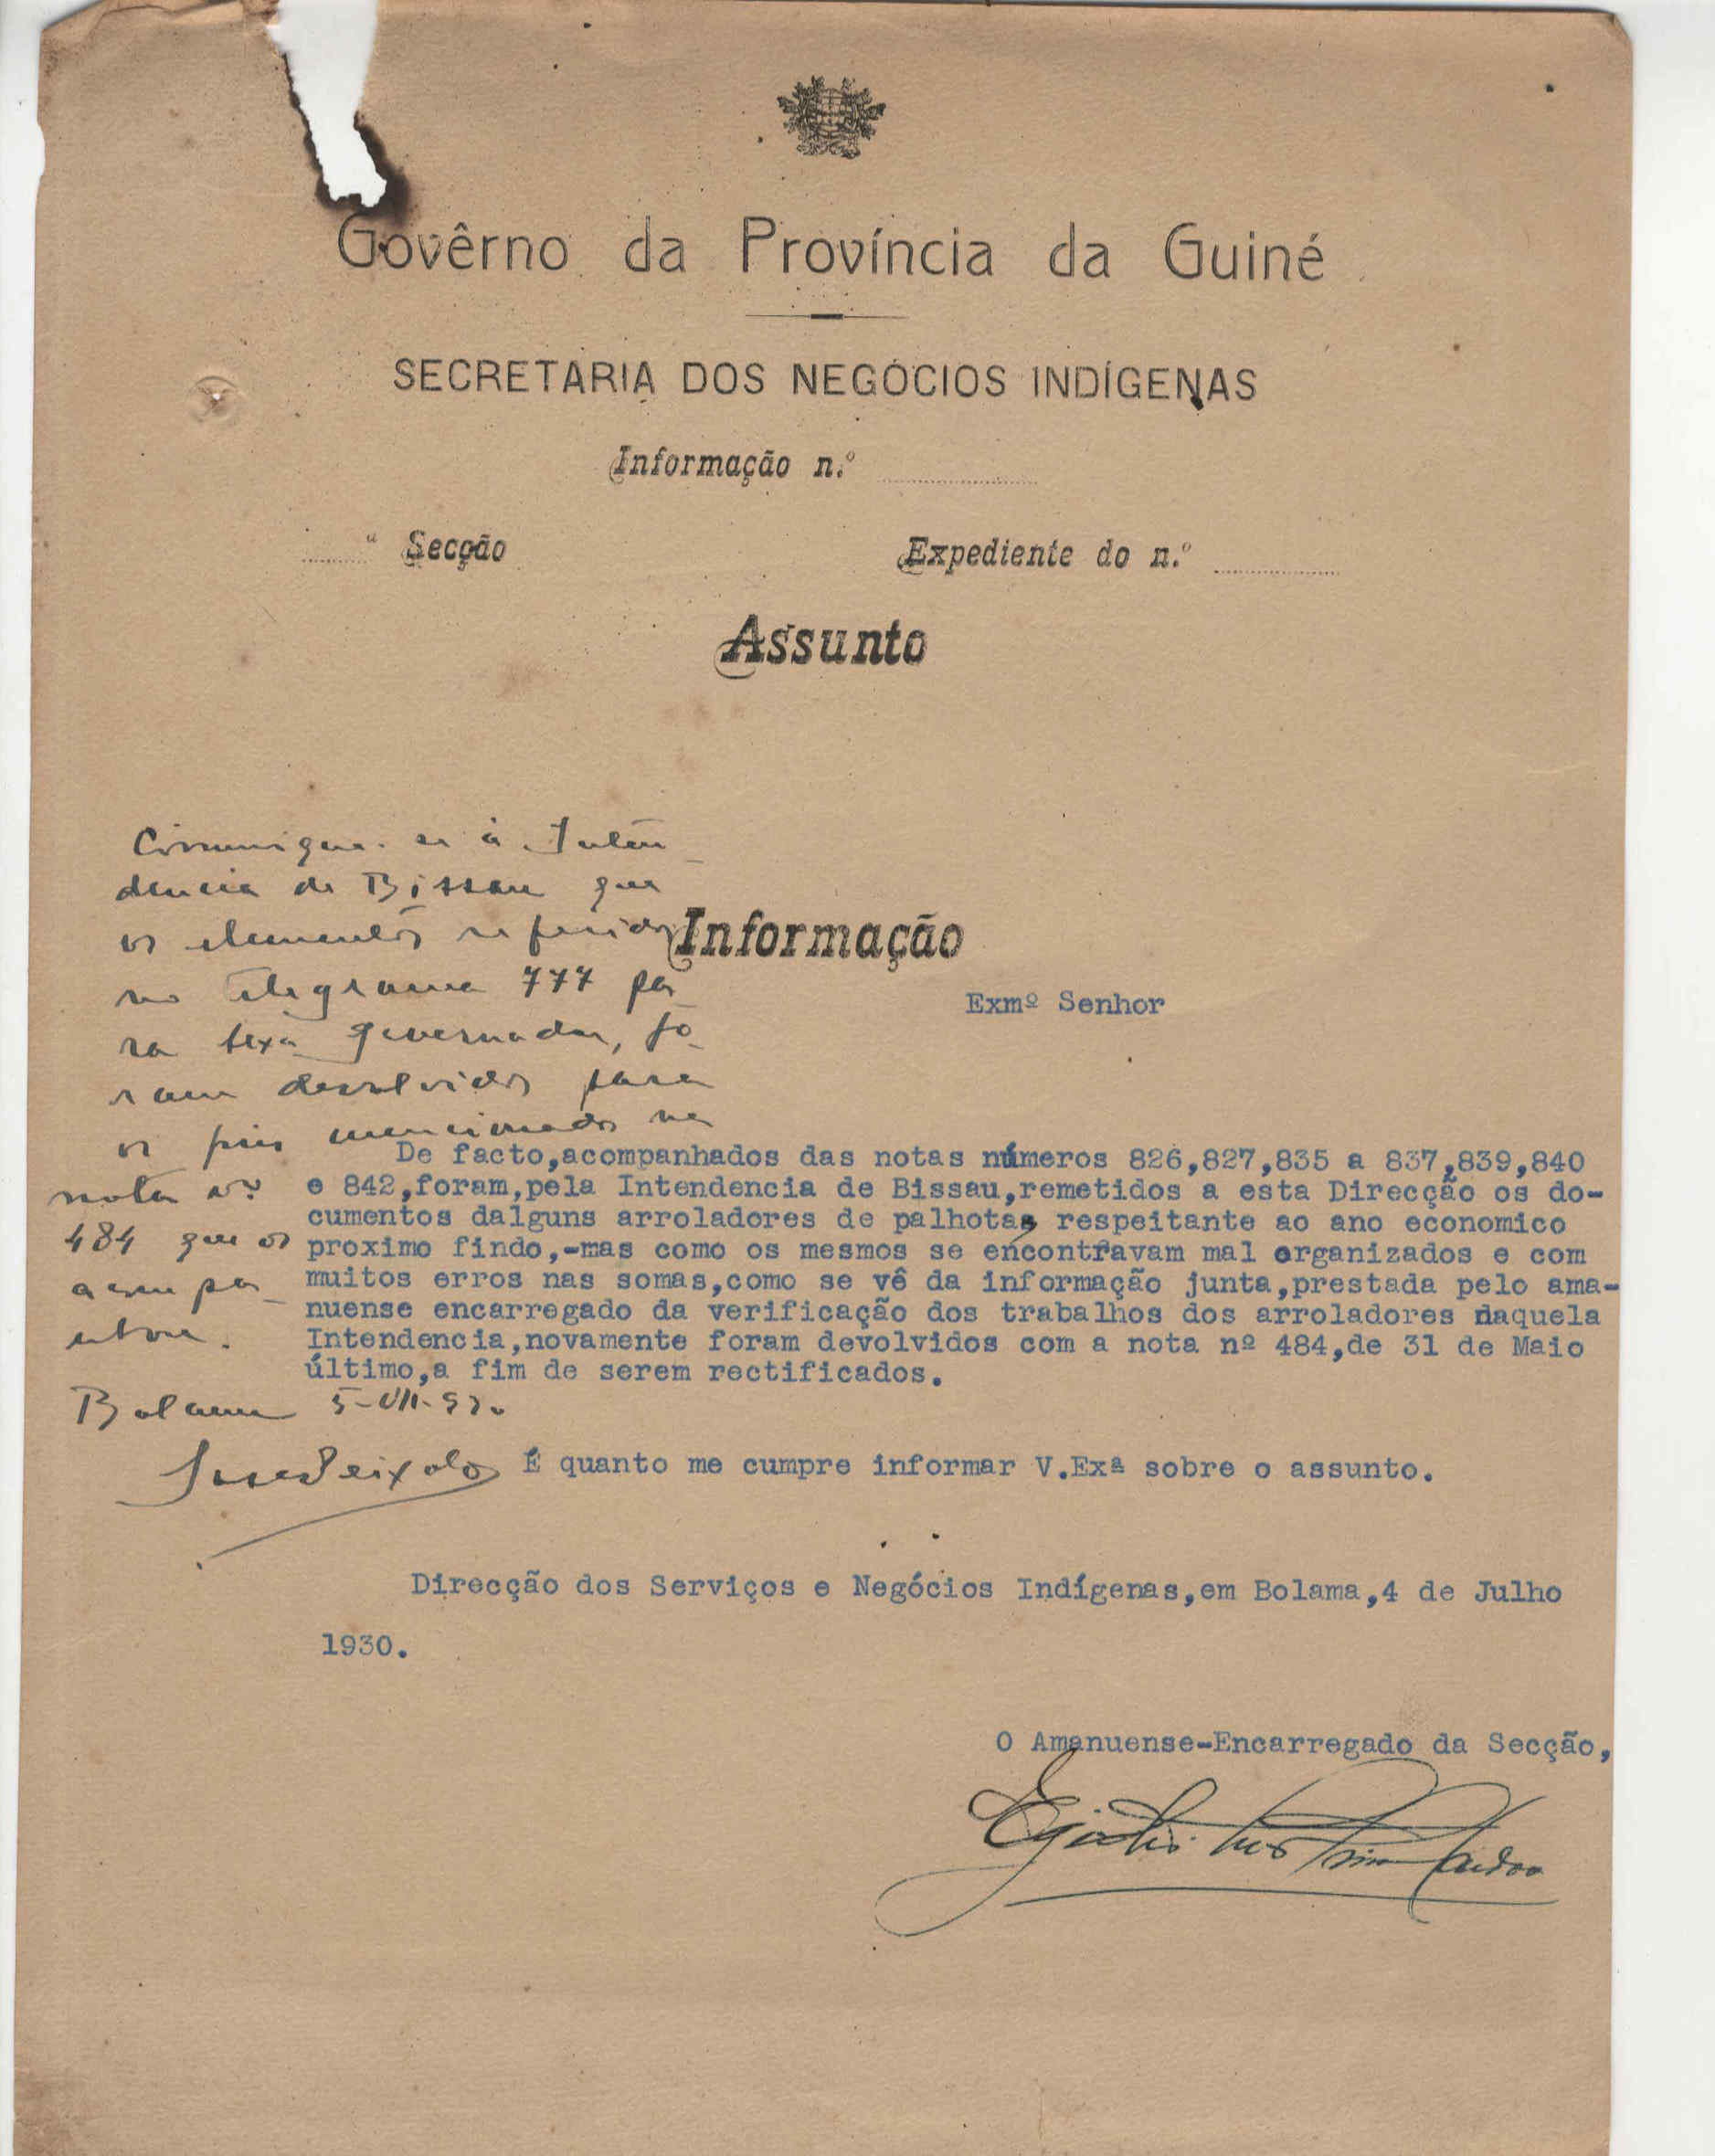 Govêrno da Província da Guiné
SECRETARIA DOS NEGÓCIOS INDÍGENAS
Informação n.º
ª Secção
Expediente do n.º
Assunto
Comunique-se à Inten-
dencia de Bissau que
os elementos referidos
no telegrama 777 pa-
ra Sexa governador, fo-
ram devolvidos para
os fins mencionados na
nota nº
484 que os
acompa-
nhou.
Bolama 5-VII-930
Informação
Exmº Senhor
De facto,acompanhados das notas números 826,827,835 a 837,839,840
e 842,foram,pela Intendencia de Bissau,remetidos a esta Direcção os do-
cumentos dalguns arroladores de palhotas respeitante ao ano economico
proximo findo,-mas como os mesmos se encontravam mal organizados e com
muitos erros nas somas,como se vê da informação junta,prestada pelo ama-
nuense encarregado da verificação dos trabalhos dos arroladores daquela
Intendencia,novamente foram devolvidos com a nota nº 484,de 31 de Maio
último,a fim de serem rectificados.
É quanto me cumpre informar V.Exª sobre o assunto.
Direcção dos Serviços e Negócios Indígenas,em Bolama,4 de Julho
1930.
O Amanuense-Encarregado da Secção,